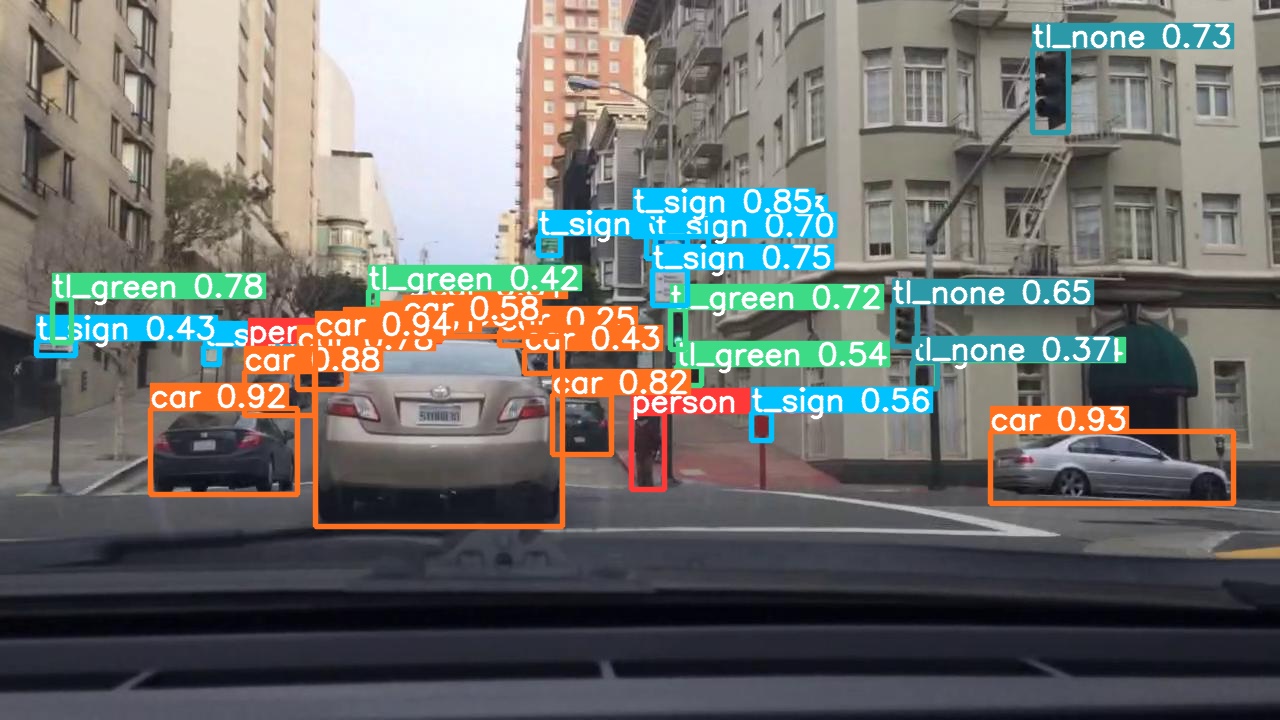 tl_none 0.73
t_sign 0.85
t_sign
t_sign 0.70
t_sign 0.75
tl_green 0.78
tl_green 0.42
tl_green 0.72
tl_none 0.65
car 0.58
0.25
t_sign 0.43
t_s
per
car 0.94
car 0.43
tl_green 0.54
tl_none 0.37
car 0.88
car 0.92
car 0.82
person
t_sign 0.56
car 0.93